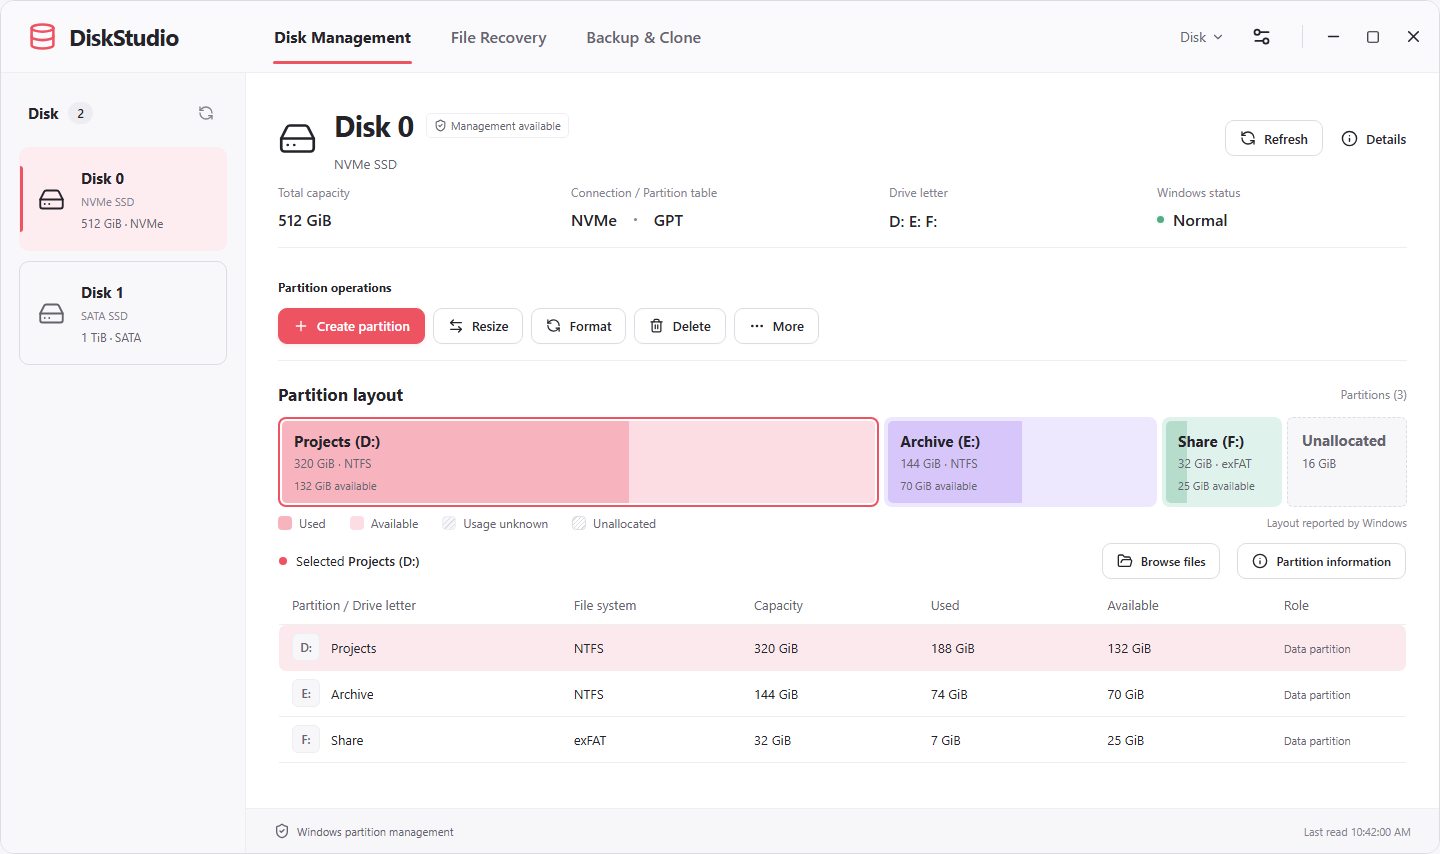 DiskStudio
Disk Management
File Recovery
Backup & Clone
Disk
Disk 2
Disk 0
NVMe SSD
512 GiB · NVMe
Disk 1
SATA SSD
1 TiB · SATA
Disk 0
Management available
NVMe SSD
Refresh
Details
Total capacity
512 GiB
Connection / Partition table
NVMe · GPT
Drive letter
D: E: F:
Windows status
Normal
Partition operations
Create partition
Resize
Format
Delete
More
Partition layout
Partitions (3)
Projects (D:)
320 GiB · NTFS
132 GiB available
Archive (E:)
144 GiB · NTFS
70 GiB available
Share (F:)
32 GiB · exFAT
25 GiB available
Unallocated
16 GiB
Used
Available
Usage unknown
Unallocated
Layout reported by Windows
Selected Projects (D:)
Browse files
Partition information
Partition / Drive letter File system Capacity Used Available Role
D: Projects NTFS 320 GiB 188 GiB 132 GiB Data partition
E: Archive NTFS 144 GiB 74 GiB 70 GiB Data partition
F: Share exFAT 32 GiB 7 GiB 25 GiB Data partition
Windows partition management
Last read 10:42:00 AM